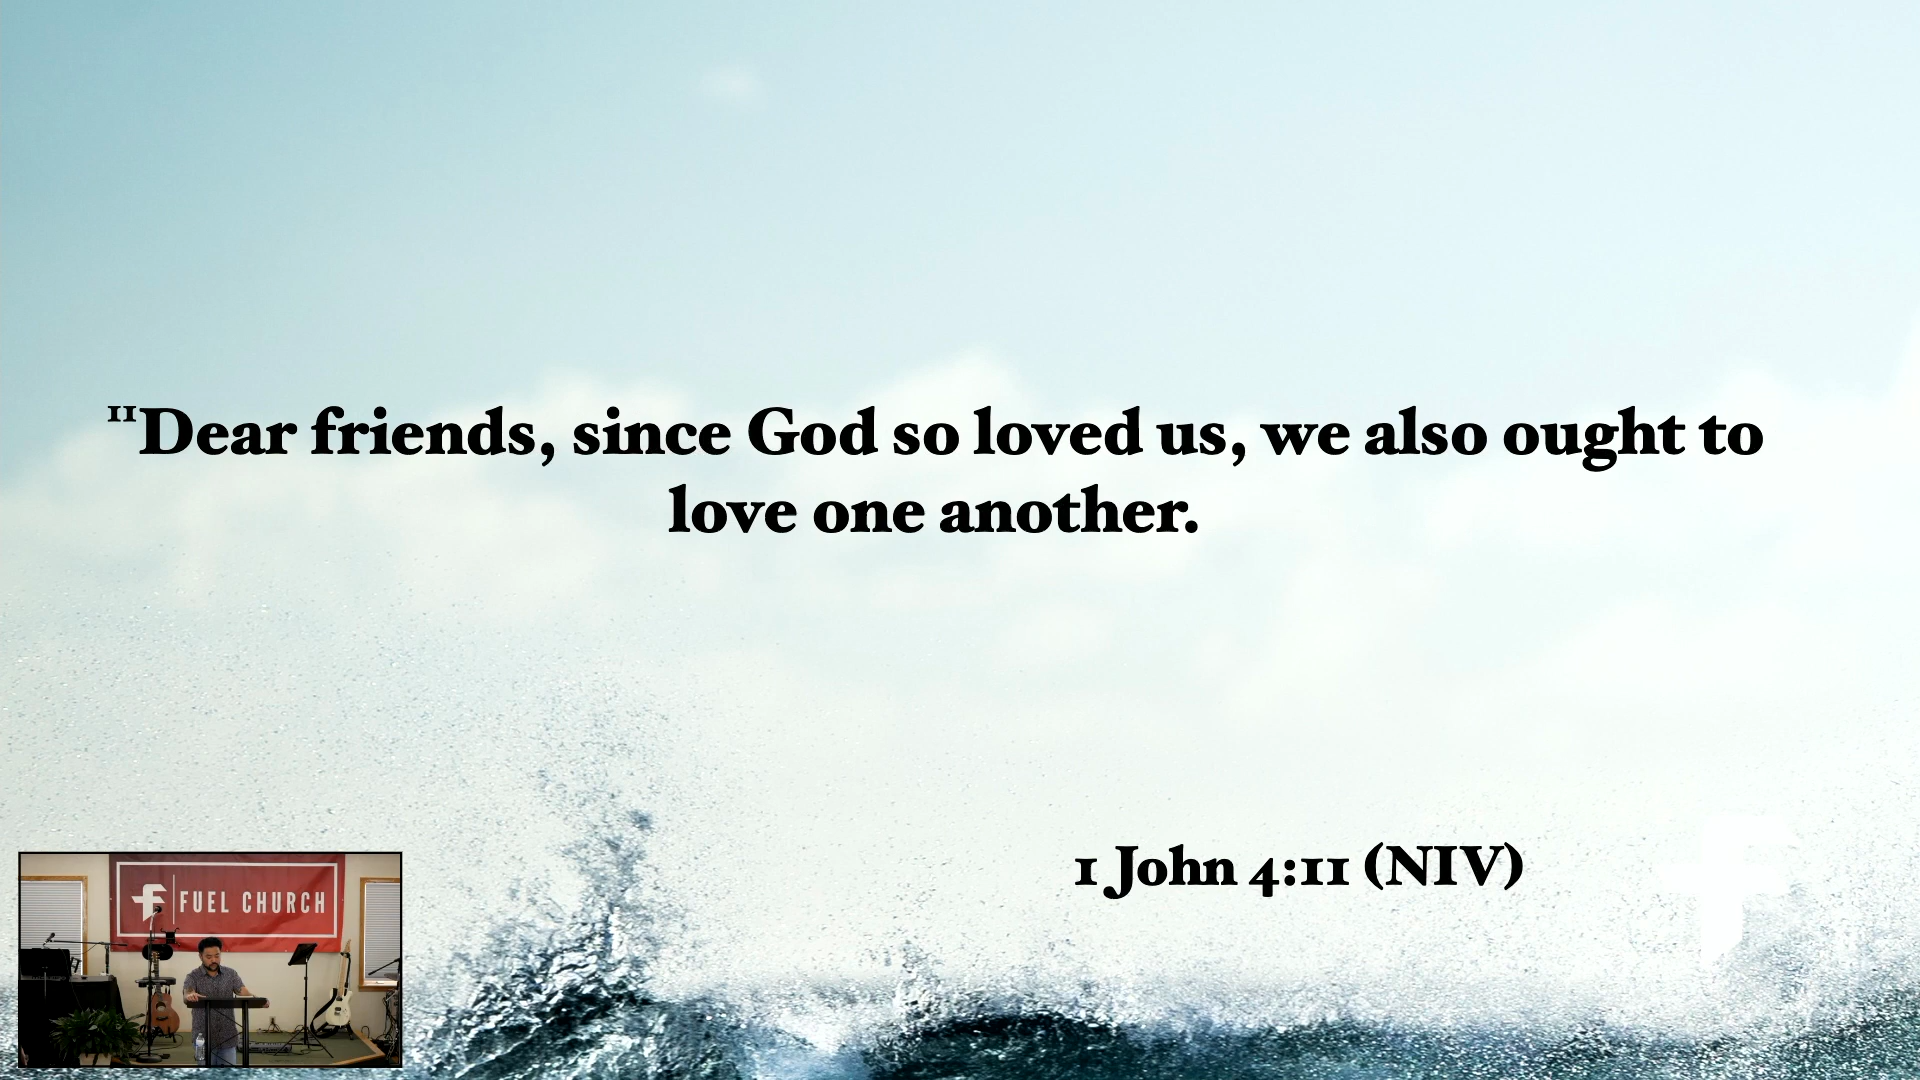 ¹¹Dear friends, since God so loved us, we also ought to
love one another.
1 John 4:11 (NIV)
FUEL CHURCH